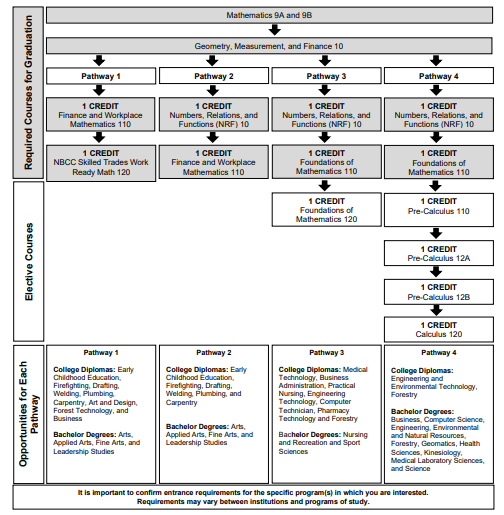 Required Courses for Graduation
Mathematics 9A and 9B
Geometry, Measurement, and Finance 10
Pathway 1
Pathway 2
Pathway 3
Pathway 4
1 CREDIT
Finance and Workplace
Mathematics 110
1 CREDIT
Numbers, Relations, and
Functions (NRF) 10
1 CREDIT
Numbers, Relations, and
Functions (NRF) 10
1 CREDIT
Numbers, Relations, and
Functions (NRF) 10
1 CREDIT
NBCC Skilled Trades Work
Ready Math 120
1 CREDIT
Finance and Workplace
Mathematics 110
1 CREDIT
Foundations of
Mathematics 110
1 CREDIT
Foundations of
Mathematics 110
Elective Courses
1 CREDIT
Foundations of
Mathematics 120
1 CREDIT
Pre-Calculus 110
1 CREDIT
Pre-Calculus 12A
1 CREDIT
Pre-Calculus 12B
1 CREDIT
Calculus 120
Opportunities for Each
Pathway
Pathway 1
College Diplomas: Early
Childhood Education,
Firefighting, Drafting,
Welding, Plumbing,
Carpentry, Art and Design,
Forest Technology, and
Business
Bachelor Degrees: Arts,
Applied Arts, Fine Arts, and
Leadership Studies
Pathway 2
College Diplomas: Early
Childhood Education,
Firefighting, Drafting,
Welding, Plumbing, and
Carpentry
Bachelor Degrees: Arts,
Applied Arts, Fine Arts, and
Leadership Studies
Pathway 3
College Diplomas: Medical
Technology, Business
Administration, Practical
Nursing, Engineering
Technology, Computer
Technician, Pharmacy
Technology and Forestry
Bachelor Degrees: Nursing
and Recreation and Sport
Sciences
Pathway 4
College Diplomas:
Engineering and
Environmental Technology,
Forestry
Bachelor Degrees:
Business, Computer Science,
Engineering, Environmental
and Natural Resources,
Forestry, Geomatics, Health
Sciences, Kinesiology,
Medical Laboratory Sciences,
and Science
It is important to confirm entrance requirements for the specific program(s) in which you are interested.
Requirements may vary between institutions and programs of study.